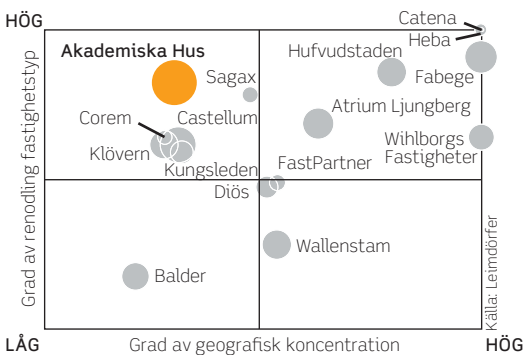 HÖG
Catena
Heba
Akademiska Hus
Hufvudstaden
Fabege
Sagax
Atrium Ljungberg
Corem
Castellum
Klövern
Wihlborgs
Fastigheter
Kungsleden
FastPartner
Diös
Wallenstam
Balder
Grad av renodling fastighetstyp
Källa: Leimdörfer
LÅG
Grad av geografisk koncentration
HÖG